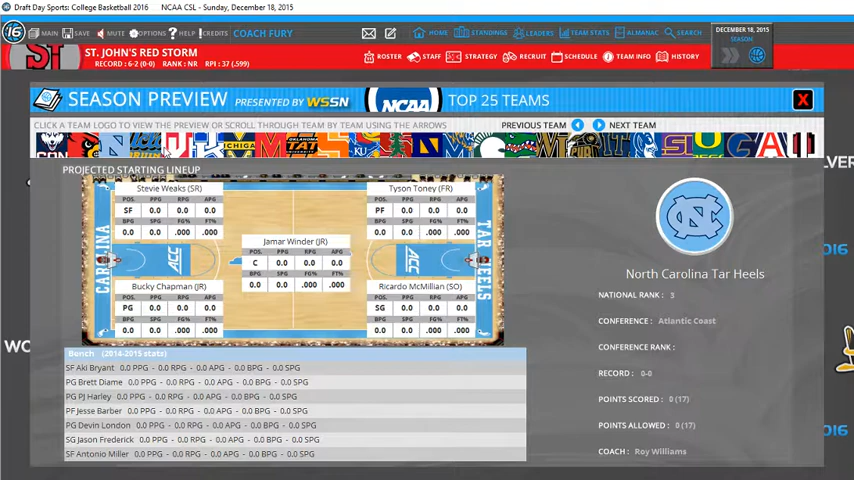 Draft Day Sports: College Basketball 2016 NCAA CSL - Sunday, December 18, 2015
16 MAIN SAVE MUTE OPTIONS HELP CREDITS COACH FURY HOME STANDINGS LEADERS TEAM STATS ALMANAC SEARCH
DECEMBER 18, 2015
SEASON
ST. JOHN'S RED STORM
RECORD : 6-2 (0-0) RANK : NR RPI : 37 (.599)
ROSTER STAFF STRATEGY RECRUIT SCHEDULE TEAM INFO HISTORY
SEASON PREVIEW PRESENTED BY WSSN NCAA TOP 25 TEAMS X
CLICK A TEAM LOGO TO VIEW THE PREVIEW OR SCROLL THROUGH TEAM BY TEAM USING THE ARROWS PREVIOUS TEAM NEXT TEAM
PROJECTED STARTING LINEUP
Stevie Weaks (SR)
POS. PPG RPG APG
SF 0.0 0.0 0.0
BPG SPG FG% FT%
0.0 0.0 .000 .000
Tyson Toney (FR)
POS. PPG RPG APG
PF 0.0 0.0 0.0
BPG SPG FG% FT%
0.0 0.0 .000 .000
Jamar Winder (JR)
POS. PPG RPG APG
C 0.0 0.0 0.0
BPG SPG FG% FT%
0.0 0.0 .000 .000
CAROLINA
ACC
ACC
TAR HEELS
Bucky Chapman (JR)
POS. PPG RPG APG
PG 0.0 0.0 0.0
BPG SPG FG% FT%
0.0 0.0 .000 .000
Ricardo McMillian (SO)
POS. PPG RPG APG
SG 0.0 0.0 0.0
BPG SPG FG% FT%
0.0 0.0 .000 .000
Bench (2014-2015 stats)
SF Aki Bryant 0.0 PPG - 0.0 RPG - 0.0 APG - 0.0 BPG - 0.0 SPG
PG Brett Diame 0.0 PPG - 0.0 RPG - 0.0 APG - 0.0 BPG - 0.0 SPG
PG PJ Harley 0.0 PPG - 0.0 RPG - 0.0 APG - 0.0 BPG - 0.0 SPG
PF Jesse Barber 0.0 PPG - 0.0 RPG - 0.0 APG - 0.0 BPG - 0.0 SPG
PG Devin London 0.0 PPG - 0.0 RPG - 0.0 APG - 0.0 BPG - 0.0 SPG
SG Jason Frederick 0.0 PPG - 0.0 RPG - 0.0 APG - 0.0 BPG - 0.0 SPG
SF Antonio Miller 0.0 PPG - 0.0 RPG - 0.0 APG - 0.0 BPG - 0.0 SPG
NC
North Carolina Tar Heels
NATIONAL RANK : 3
CONFERENCE : Atlantic Coast
CONFERENCE RANK :
RECORD : 0-0
POINTS SCORED : 0 (17)
POINTS ALLOWED : 0 (17)
COACH : Roy Williams